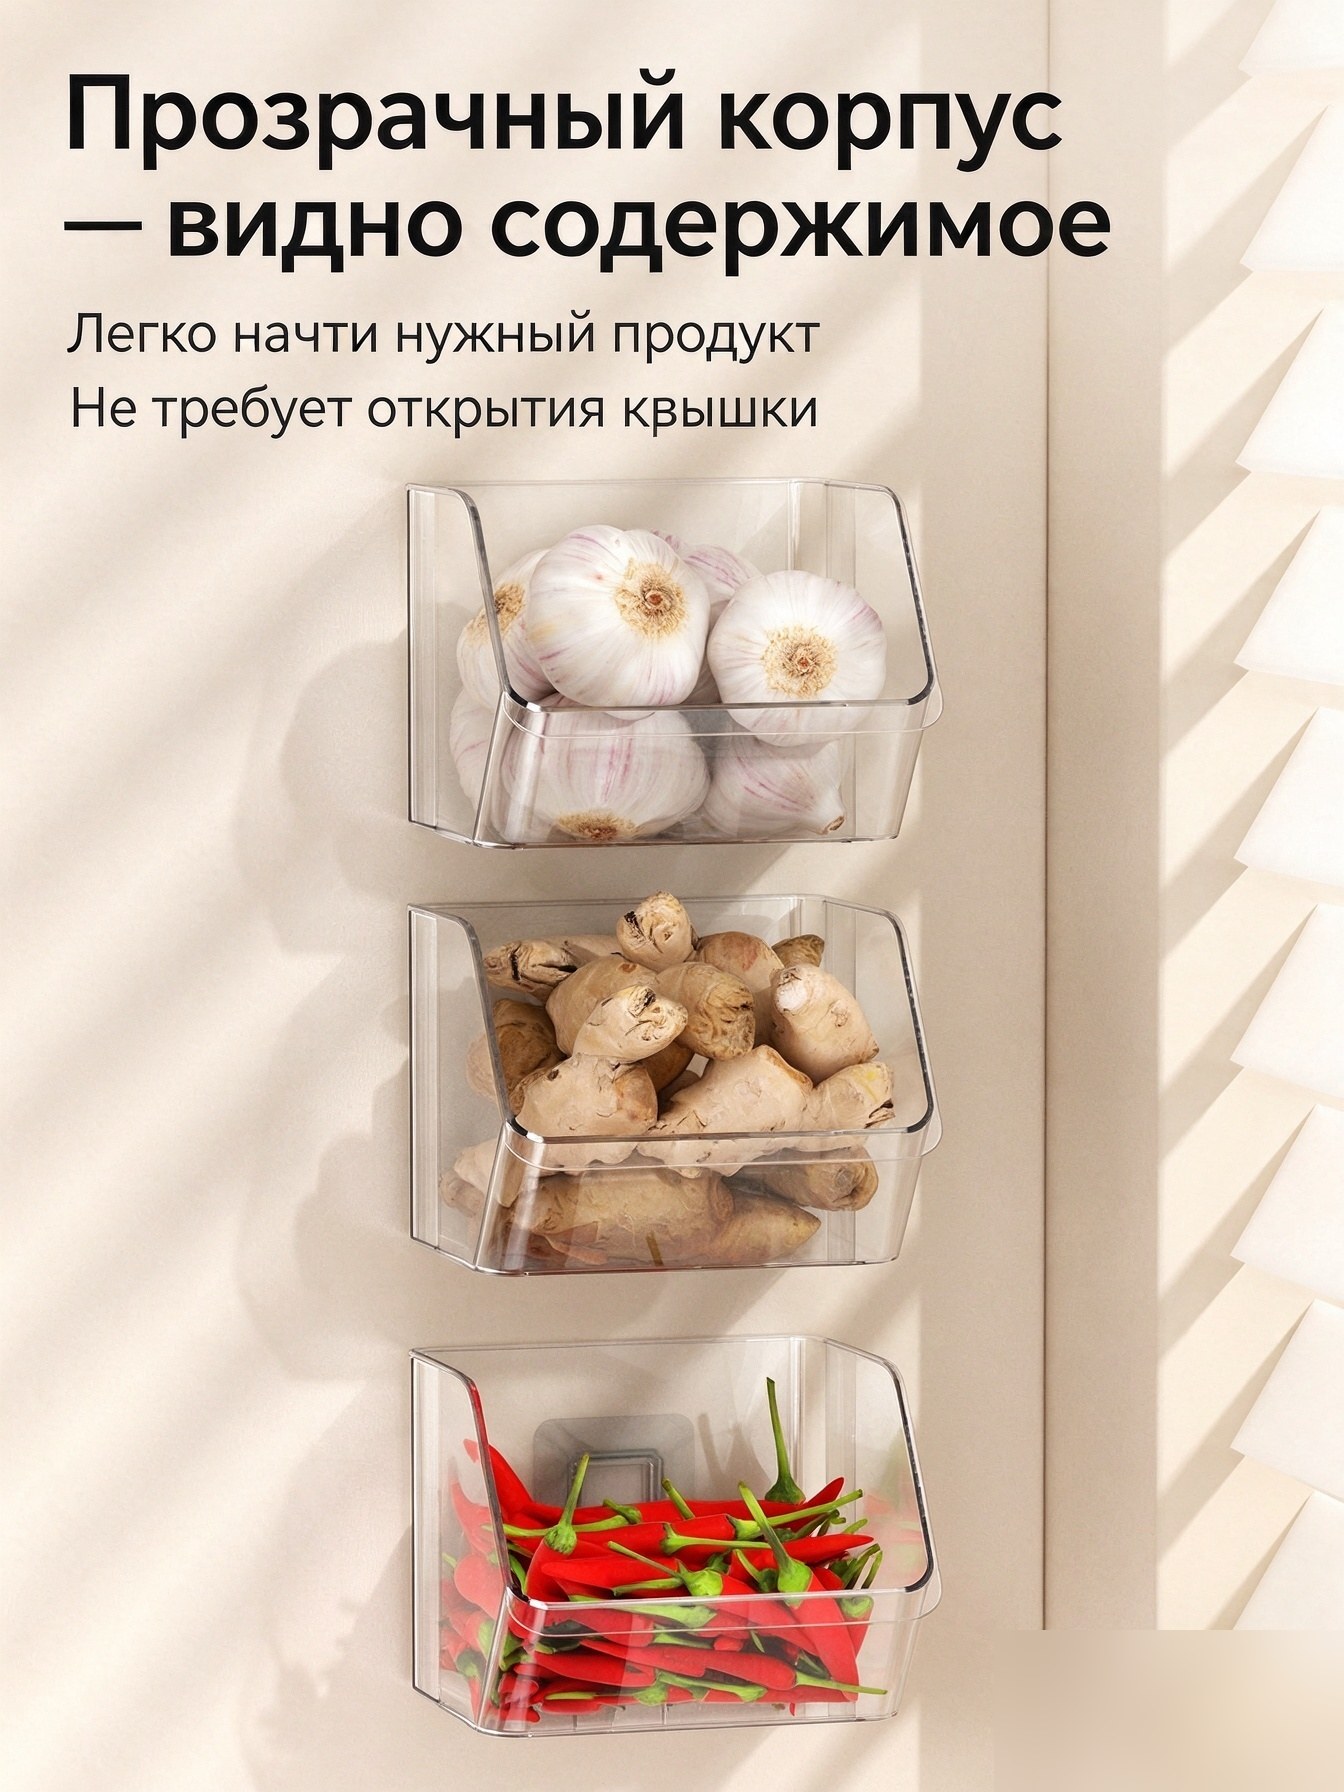 Прозрачный корпус
— видно содержимое
Легко начти нужный продукт
Не требует открытия квышки